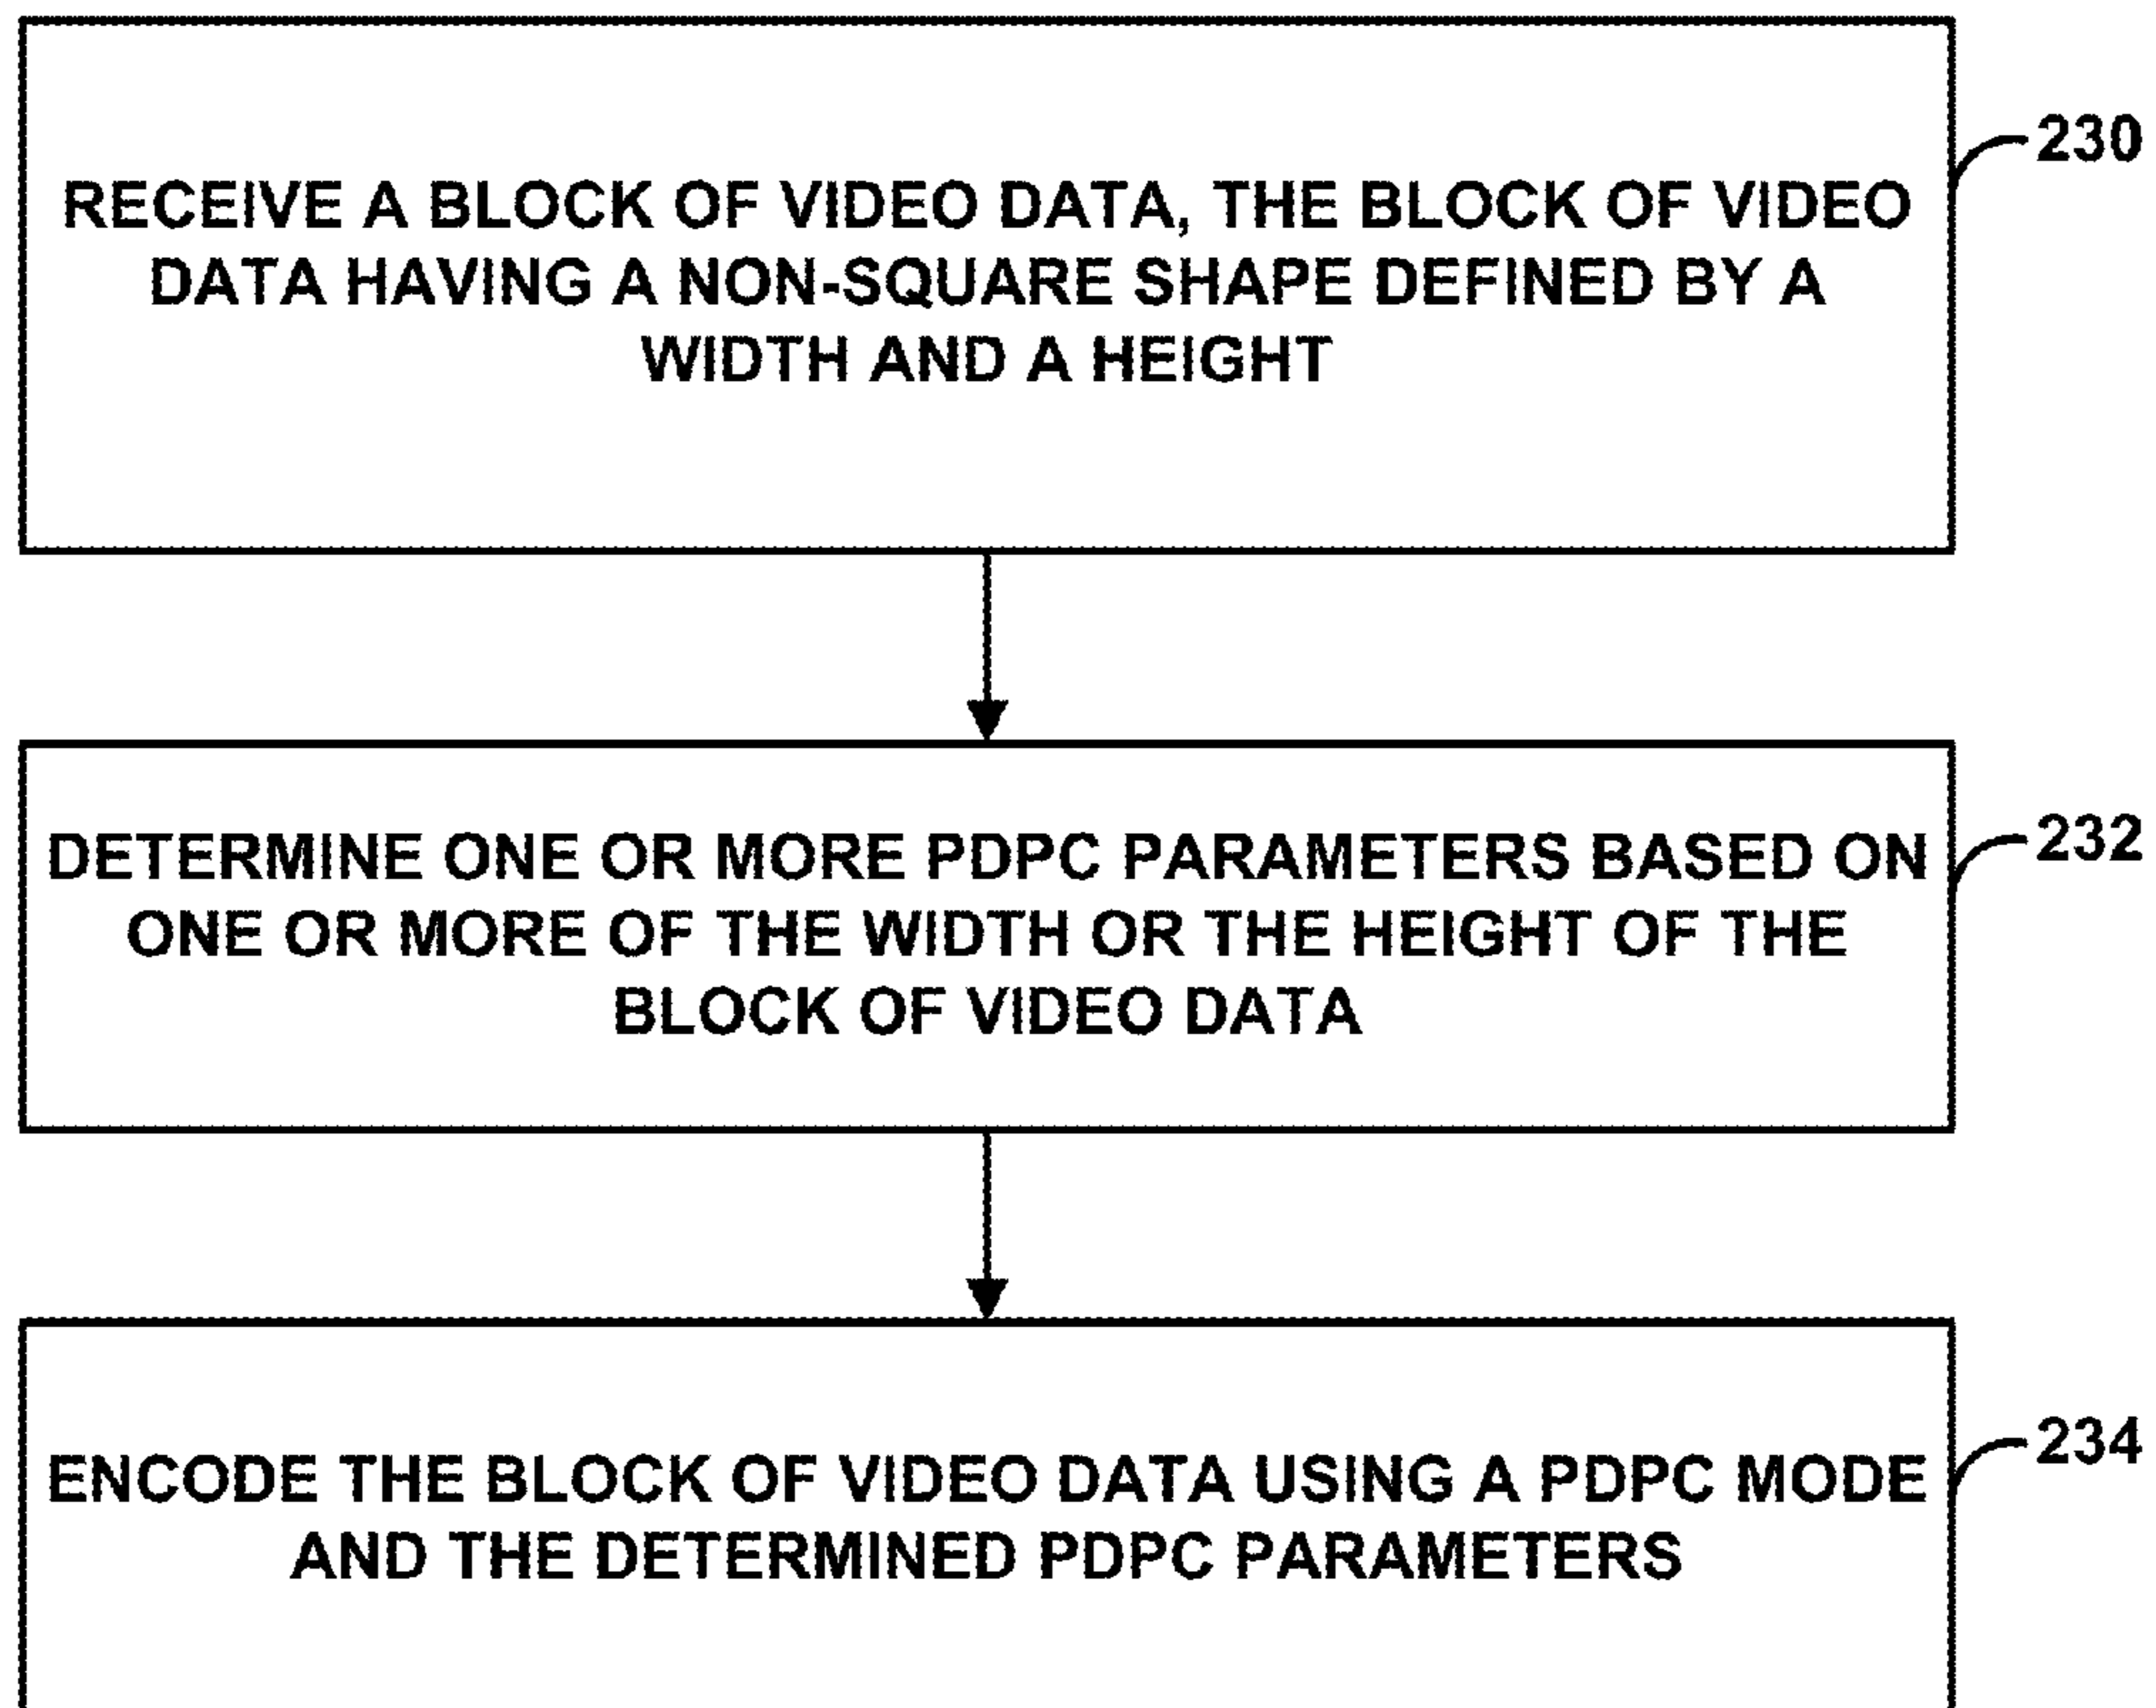 230
RECEIVE A BLOCK OF VIDEO DATA, THE BLOCK OF VIDEO
DATA HAVING A NON-SQUARE SHAPE DEFINED BY A
WIDTH AND A HEIGHT
232
DETERMINE ONE OR MORE PDPC PARAMETERS BASED ON
ONE OR MORE OF THE WIDTH OR THE HEIGHT OF THE
BLOCK OF VIDEO DATA
234
ENCODE THE BLOCK OF VIDEO DATA USING A PDPC MODE
AND THE DETERMINED PDPC PARAMETERS